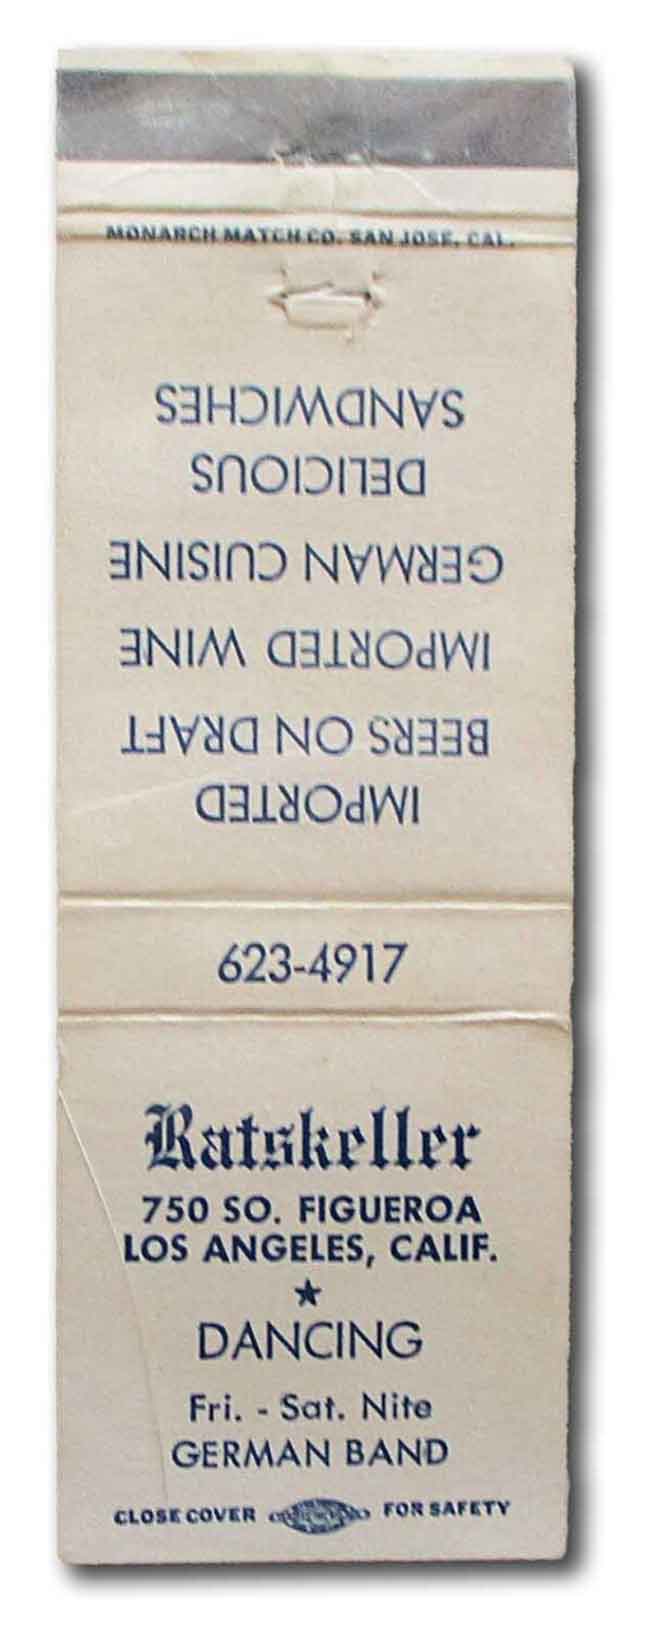 MONARCH MATCH CO. SAN JOSE, CAL.
IMPORTED
BEERS ON DRAFT
IMPORTED WINE
GERMAN CUISINE
DELICIOUS
SANDWICHES
623-4917
Ratskeller
750 SO. FIGUEROA
LOS ANGELES, CALIF.
★
DANCING
Fri. - Sat. Nite
GERMAN BAND
CLOSE COVER FOR SAFETY